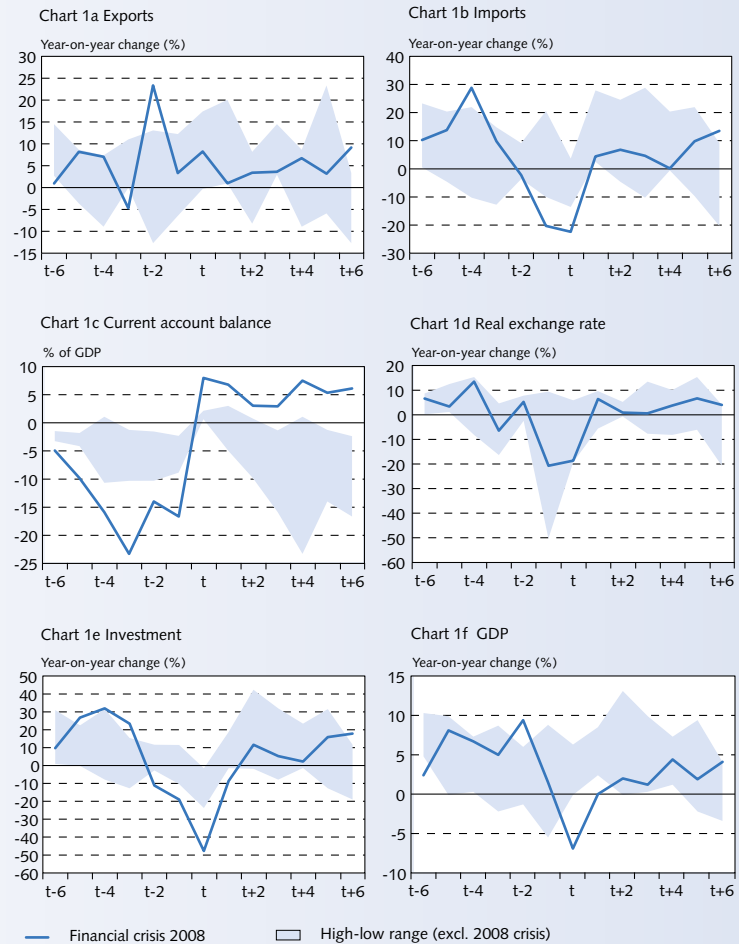 Chart 1a Exports
Year-on-year change (%)
30
25
20
15
10
5
0
-5
-10
-15
t-6 t-4 t-2 t t+2 t+4 t+6
Chart 1b Imports
Year-on-year change (%)
40
30
20
10
0
-10
-20
-30
t-6 t-4 t-2 t t+2 t+4 t+6
Chart 1c Current account balance
% of GDP
10
5
0
-5
-10
-15
-20
-25
t-6 t-4 t-2 t t+2 t+4 t+6
Chart 1d Real exchange rate
Year-on-year change (%)
20
10
0
-10
-20
-30
-40
-50
-60
t-6 t-4 t-2 t t+2 t+4 t+6
Chart 1e Investment
Year-on-year change (%)
50
40
30
20
10
0
-10
-20
-30
-40
-50
-60
t-6 t-4 t-2 t t+2 t+4 t+6
Chart 1f GDP
Year-on-year change (%)
15
10
5
0
-5
-10
t-6 t-4 t-2 t t+2 t+4 t+6
Financial crisis 2008
High-low range (excl. 2008 crisis)